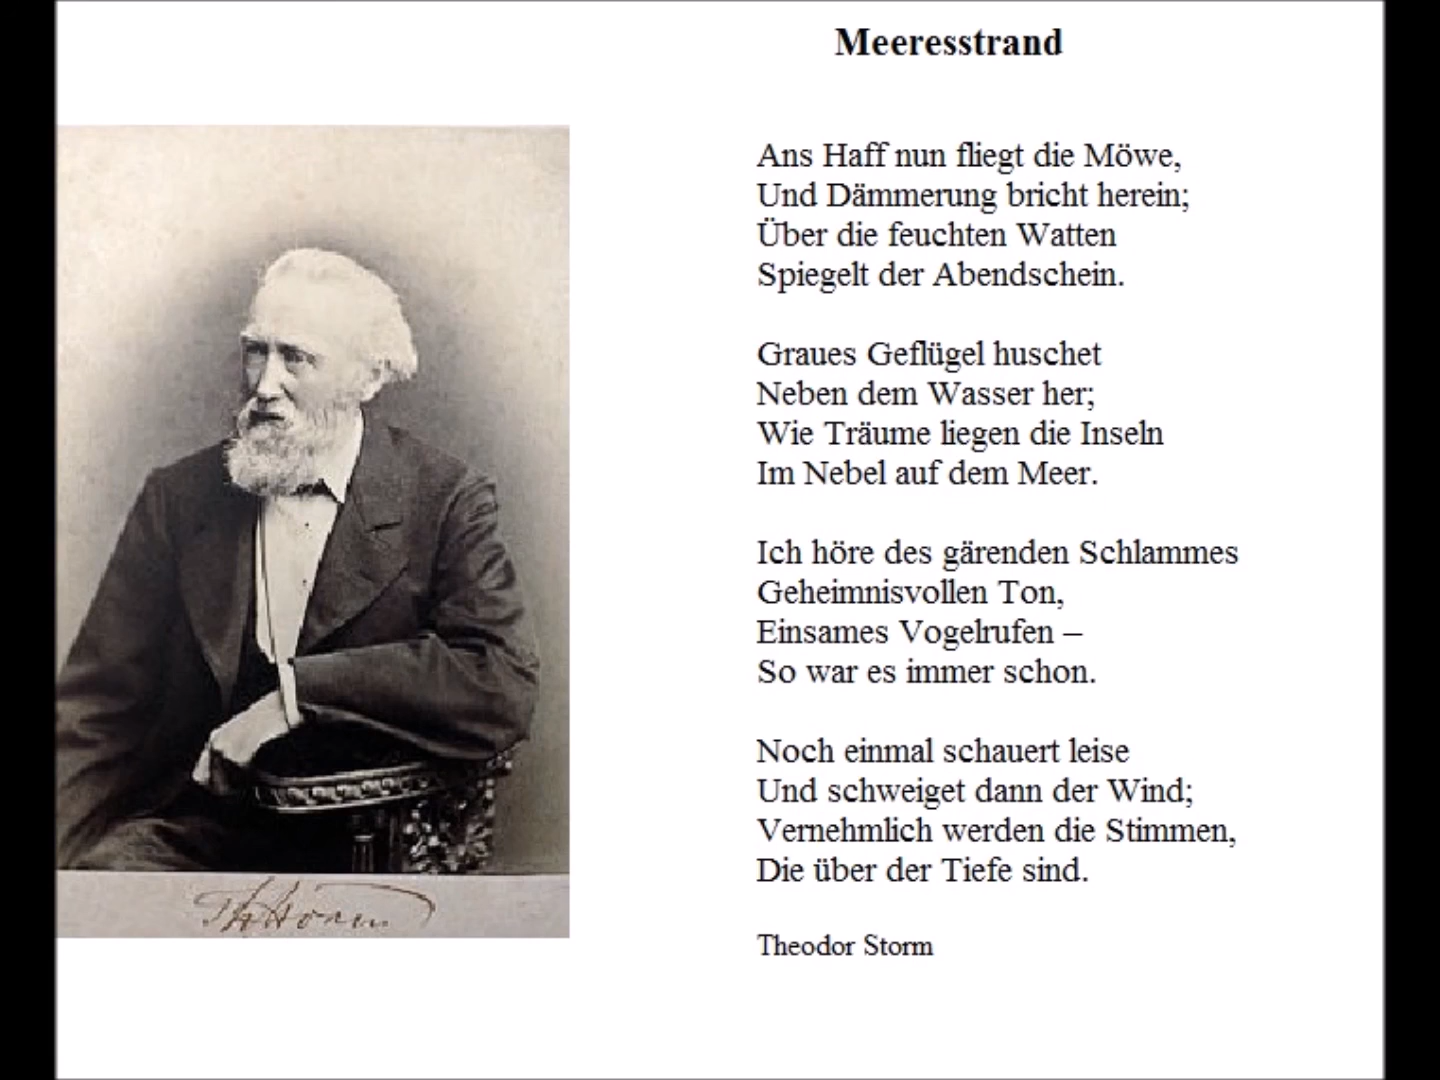 Meeresstrand
Ans Haff nun fliegt die Möwe,
Und Dämmerung bricht herein;
Über die feuchten Watten
Spiegelt der Abendschein.
Graues Geflügel huschet
Neben dem Wasser her;
Wie Träume liegen die Inseln
Im Nebel auf dem Meer.
Ich höre des gärenden Schlammes
Geheimnisvollen Ton,
Einsames Vogelrufen –
So war es immer schon.
Noch einmal schauert leise
Und schweiget dann der Wind;
Vernehmlich werden die Stimmen,
Die über der Tiefe sind.
Theodor Storm